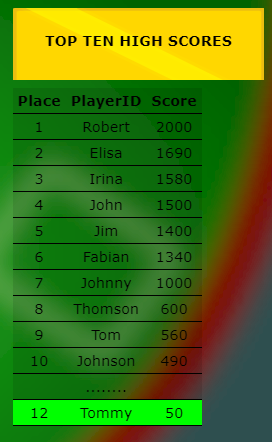 TOP TEN HIGH SCORES
Place PlayerID Score
1 Robert 2000
2 Elisa 1690
3 Irina 1580
4 John 1500
5 Jim 1400
6 Fabian 1340
7 Johnny 1000
8 Thomson 600
9 Tom 560
10 Johnson 490
........
12 Tommy 50